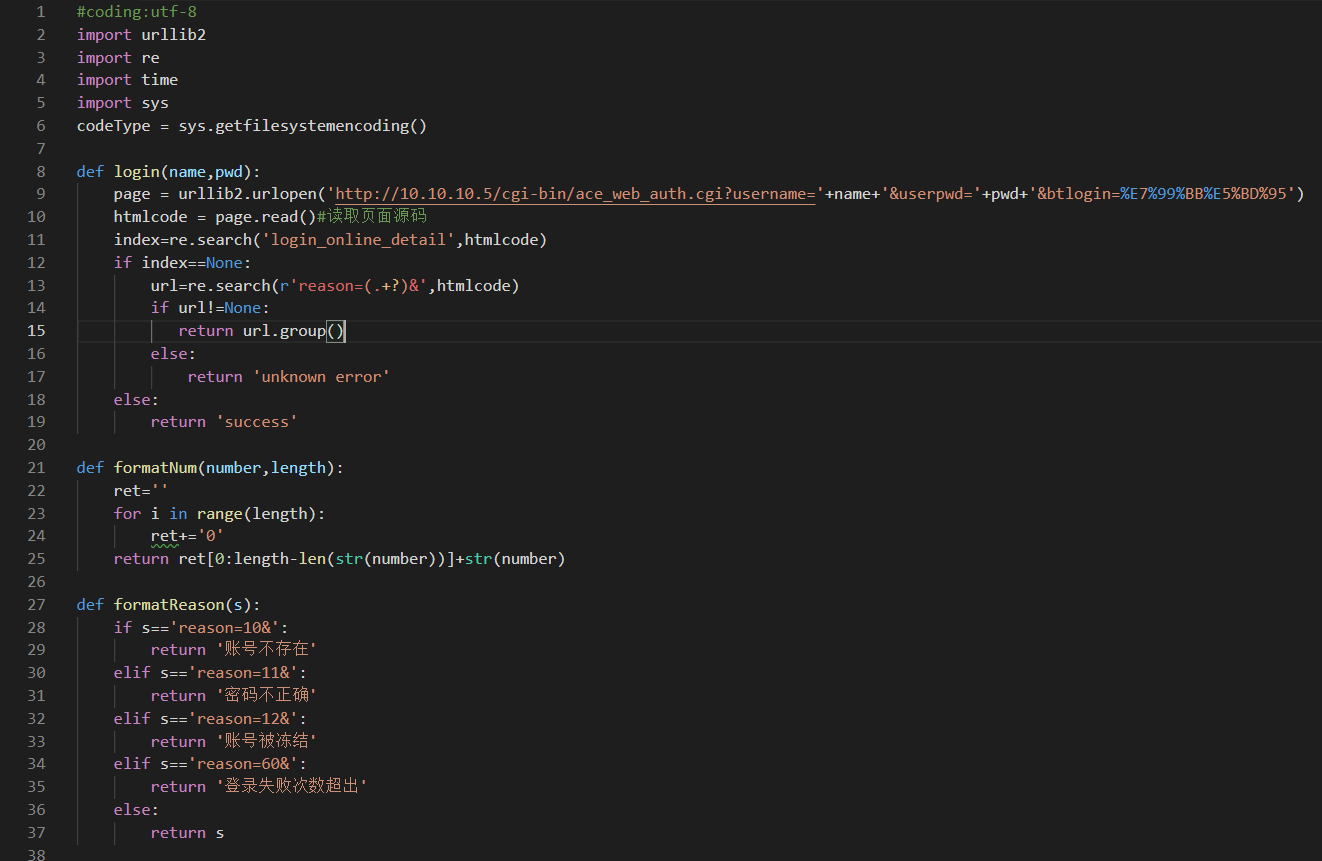 1 #coding:utf-8
2 import urllib2
3 import re
4 import time
5 import sys
6 codeType = sys.getfilesystemencoding()
7
8 def login(name,pwd):
9     page = urllib2.urlopen('http://10.10.10.5/cgi-bin/ace_web_auth.cgi?username='+name+'&userpwd='+pwd+'&btlogin=%E7%99%BB%E5%BD%95')
10     htmlcode = page.read()#读取页面源码
11     index=re.search('login_online_detail',htmlcode)
12     if index==None:
13         url=re.search(r'reason=(.+?)&',htmlcode)
14         if url!=None:
15            return url.group()
16         else:
17             return 'unknown error'
18     else:
19         return 'success'
20
21 def formatNum(number,length):
22     ret=''
23     for i in range(length):
24         ret+='0'
25     return ret[0:length-len(str(number))]+str(number)
26
27 def formatReason(s):
28     if s=='reason=10&':
29         return '账号不存在'
30     elif s=='reason=11&':
31         return '密码不正确'
32     elif s=='reason=12&':
33         return '账号被冻结'
34     elif s=='reason=60&':
35         return '登录失败次数超出'
36     else:
37         return s
38